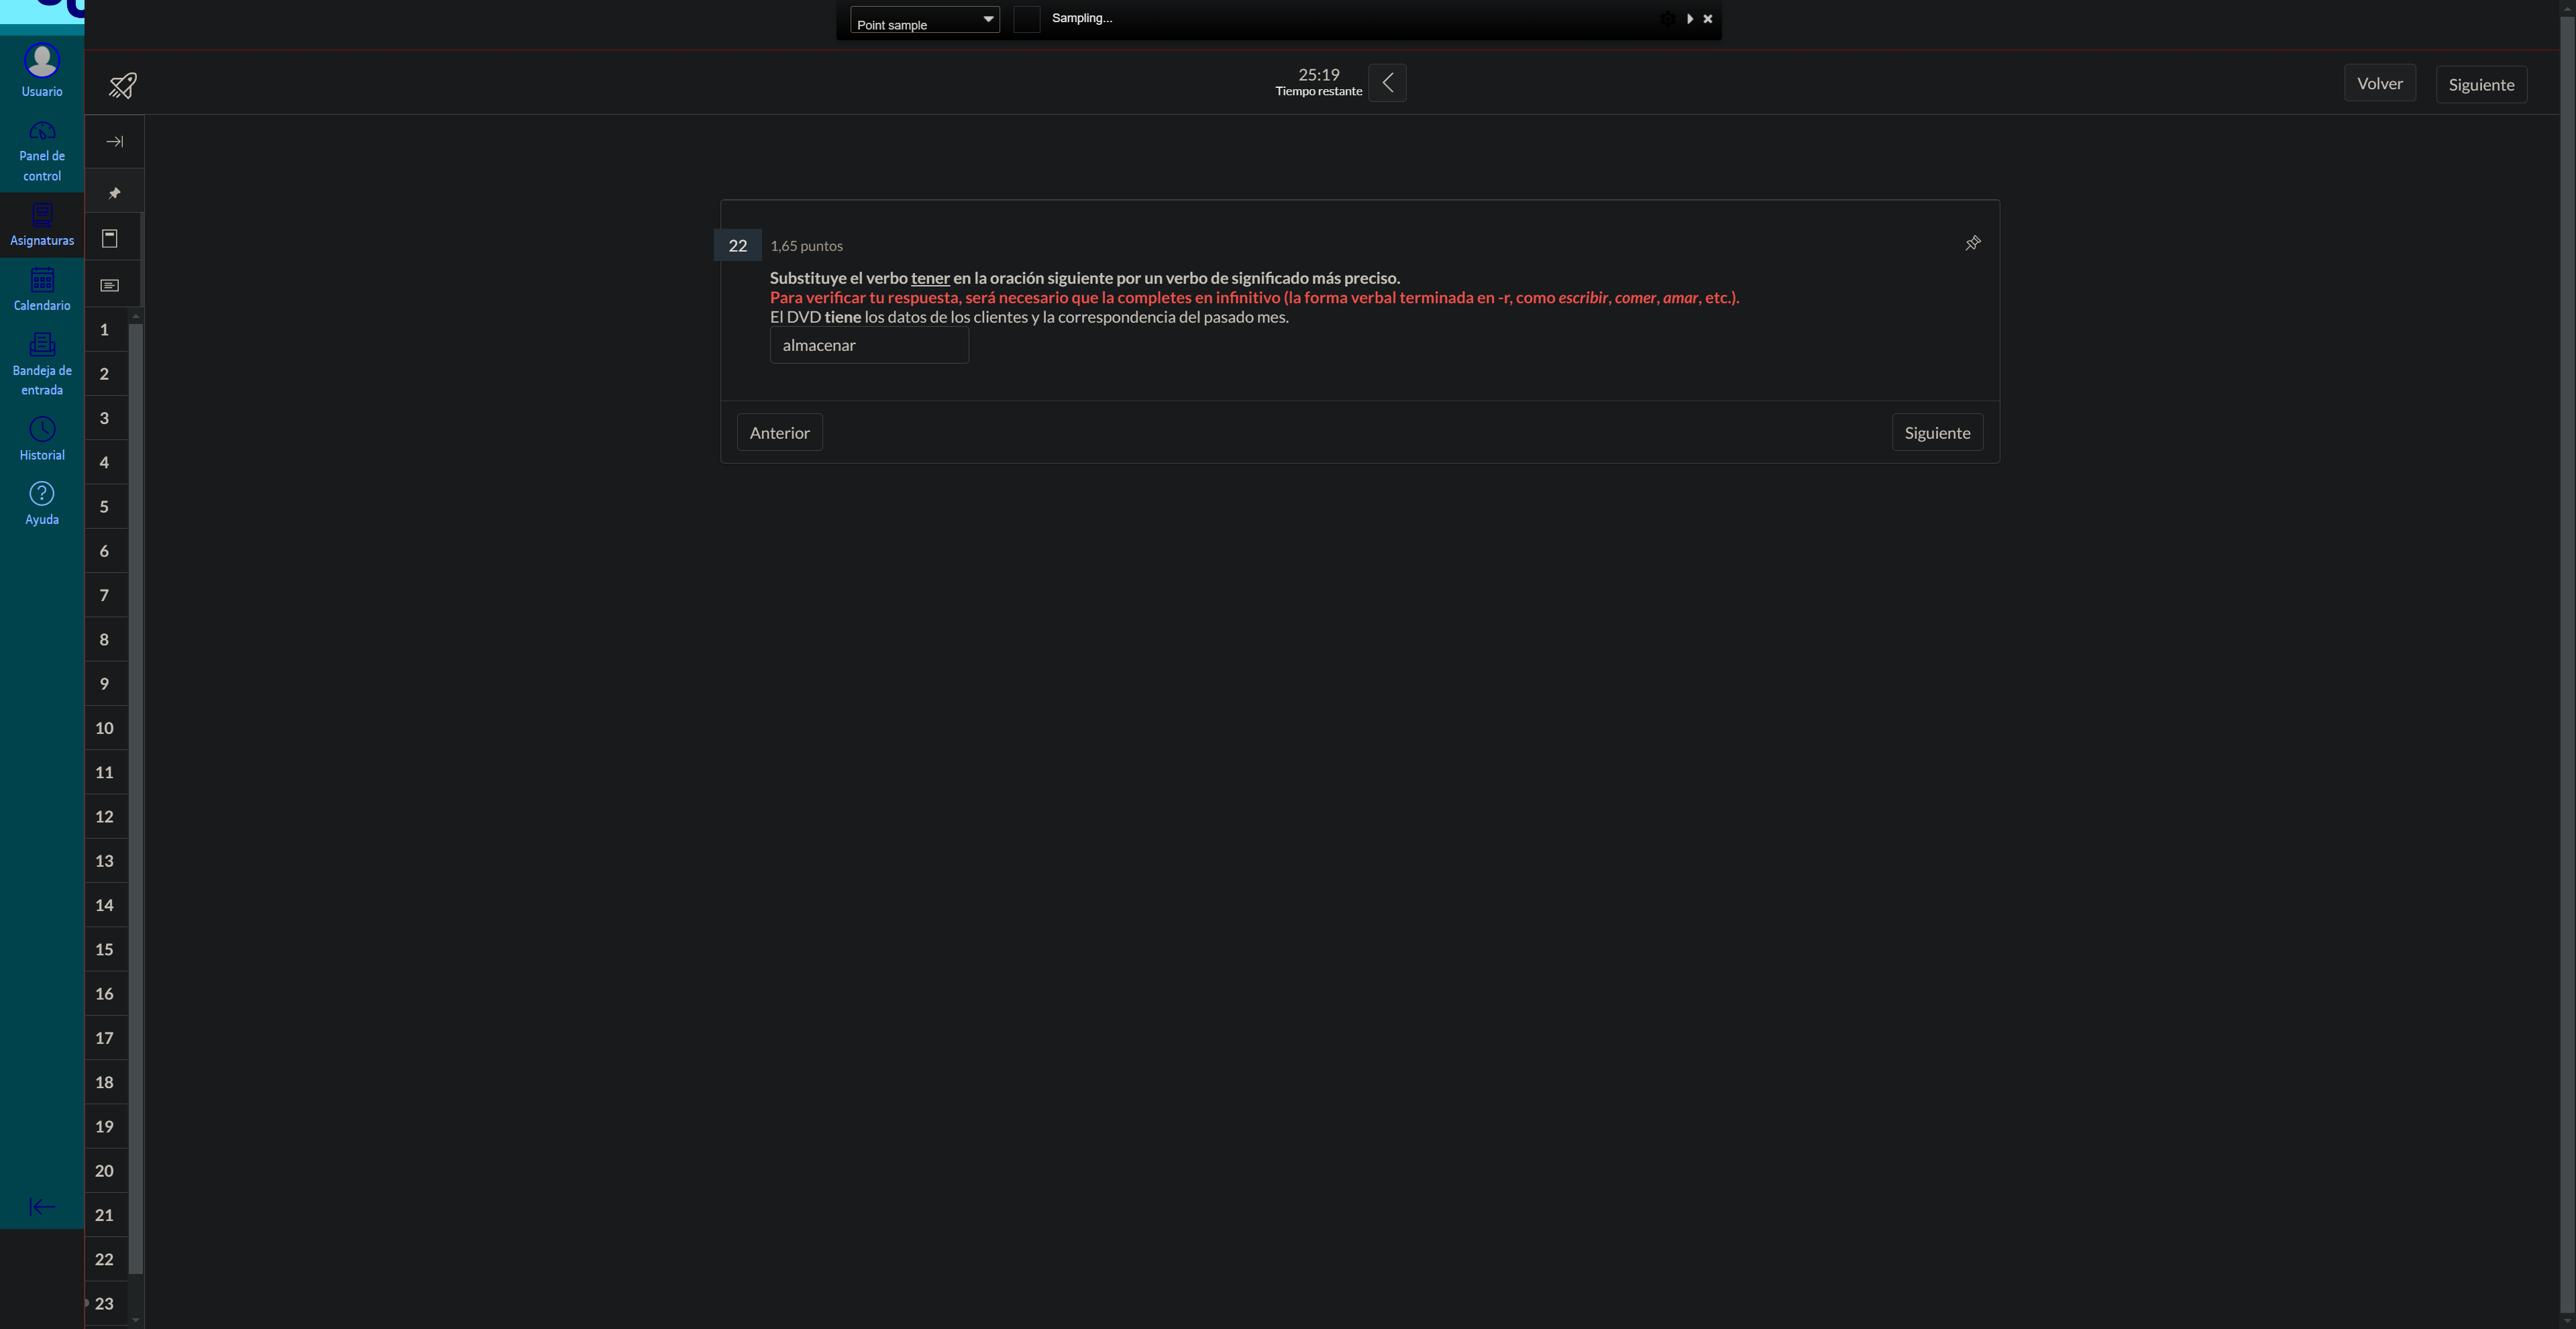 Point sample
Sampling...
Usuario
Panel de
control
Asignaturas
Calendario
Bandeja de
entrada
Historial
Ayuda
25:19
Tiempo restante
Volver
Siguiente
22
1,65 puntos
Substituye el verbo tener en la oración siguiente por un verbo de significado más preciso.
Para verificar tu respuesta, será necesario que la completes en infinitivo (la forma verbal terminada en -r, como escribir, comer, amar, etc.).
El DVD tiene los datos de los clientes y la correspondencia del pasado mes.
almacenar
Anterior
Siguiente
1
2
3
4
5
6
7
8
9
10
11
12
13
14
15
16
17
18
19
20
21
22
23